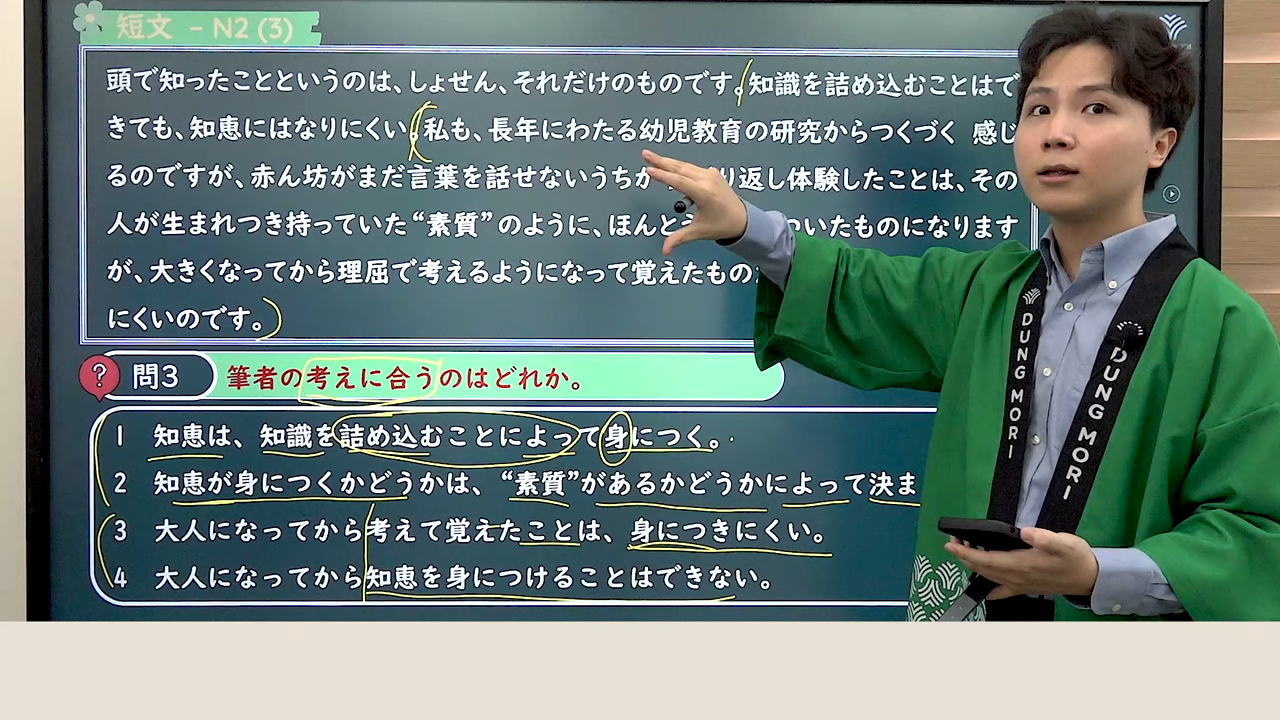 短文 - N2 (3)
頭で知ったことというのは、しょせん、それだけのものです。知識を詰め込むことはで
きても、知恵にはなりにくい。私も、長年にわたる幼児教育の研究からつくづく 感じ
るのですが、赤ん坊がまだ言葉を話せないうちか り返し体験したことは、その
人が生まれつき持っていた“素質”のように、ほんと ついたものになります
が、大きくなってから理屈で考えるようになって覚えたもの
にくいのです。
? 問3 筆者の考えに合うのはどれか。
1 知恵は、知識を詰め込むことによって身につく。
2 知恵が身につくかどうかは、“素質”があるかどうかによって決ま
3 大人になってから考えて覚えたことは、身につきにくい。
4 大人になってから知恵を身につけることはできない。
DUNG MORI
DUNG MORI